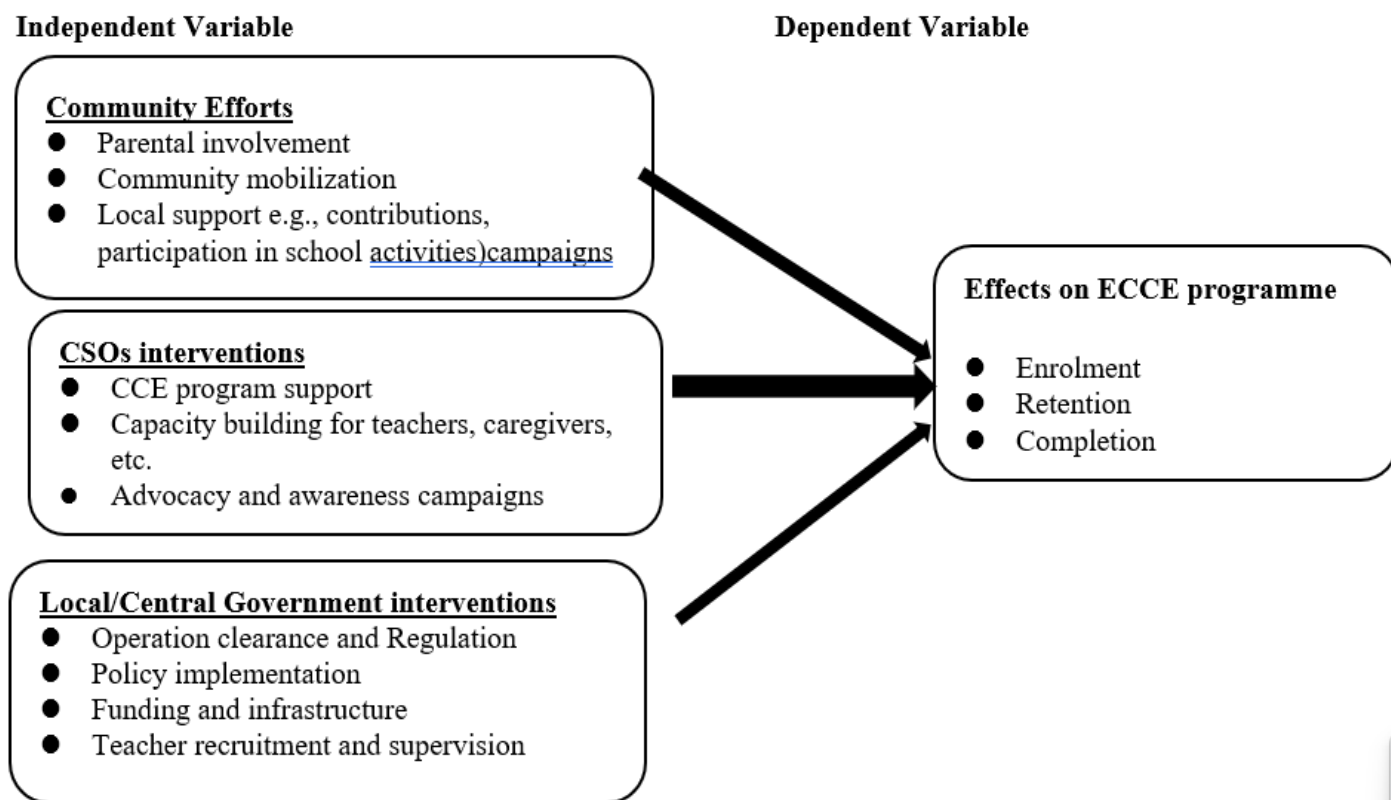 Independent Variable
Dependent Variable
Community Efforts
● Parental involvement
● Community mobilization
● Local support e.g., contributions,
participation in school activities)campaigns
CSOs interventions
● CCE program support
● Capacity building for teachers, caregivers,
etc.
● Advocacy and awareness campaigns
Local/Central Government interventions
● Operation clearance and Regulation
● Policy implementation
● Funding and infrastructure
● Teacher recruitment and supervision
Effects on ECCE programme
● Enrolment
● Retention
● Completion